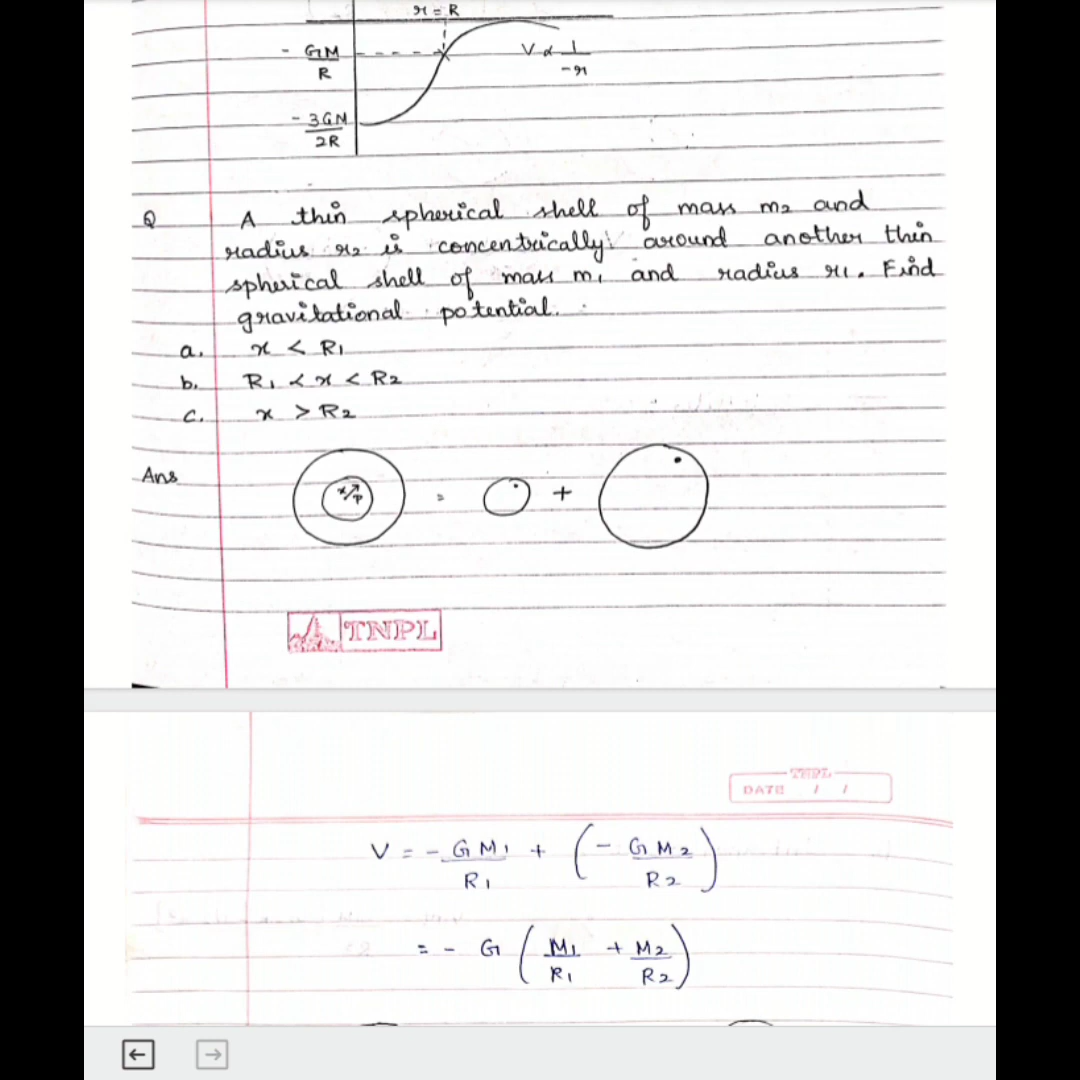 r = R
- GM
R
V ∝ 1
-r
- 3GM
2R
Q A thin spherical shell of mass m2 and
radius r2 is concentrically around another thin
spherical shell of mass m1 and radius r1. Find
gravitational potential.
a. x < R1
b. R1 < x < R2
c. x > R2
Ans x P = +
TNPL
TNPL
DATE / /
V = - GM1 + ( - GM2 )
R1 R2
= - G ( M1 + M2 )
R1 R2